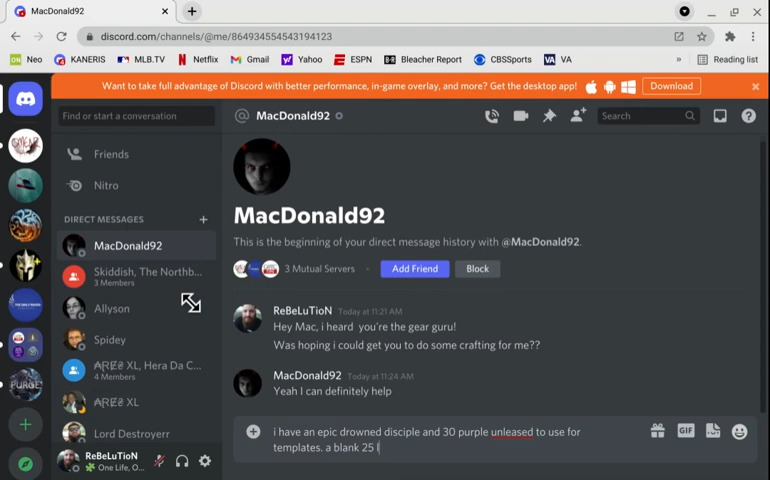 MacDonald92
discord.com/channels/@me/864934554543194123
Neo KANERIS MLB.TV Netflix Gmail Yahoo ESPN Bleacher Report CBSSports VA » Reading list
Want to take full advantage of Discord with better performance, in-game overlay, and more? Get the desktop app! Download
Find or start a conversation
@ MacDonald92
Search
Friends
Nitro
DIRECT MESSAGES +
MacDonald92
Skiddish, The Northb...
3 Members
Allyson
Spidey
₳ⱤɆ₴ XL, Hera Da C...
4 Members
₳ⱤɆ₴ XL
Lord Destroyerr
ReBeLuTioN
One Life, O...
MacDonald92
This is the beginning of your direct message history with @MacDonald92.
3 Mutual Servers • Add Friend Block
ReBeLuTioN Today at 11:21 AM
Hey Mac, i heard you're the gear guru!
Was hoping i could get you to do some crafting for me??
MacDonald92 Today at 11:24 AM
Yeah I can definitely help
i have an epic drowned disciple and 30 purple unleased to use for
templates. a blank 25 l
GIF
PURGE